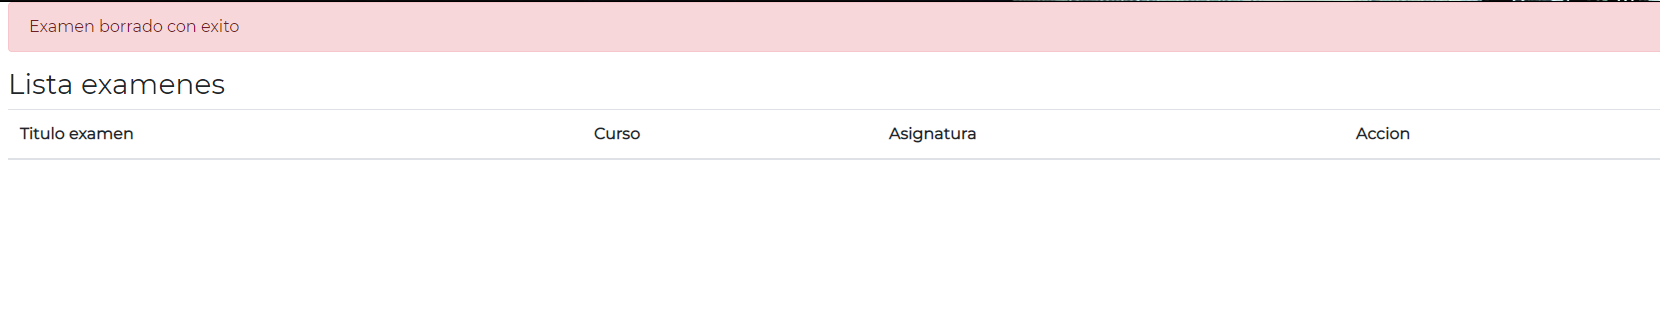 Examen borrado con exito
Lista examenes
Titulo examen Curso Asignatura Accion